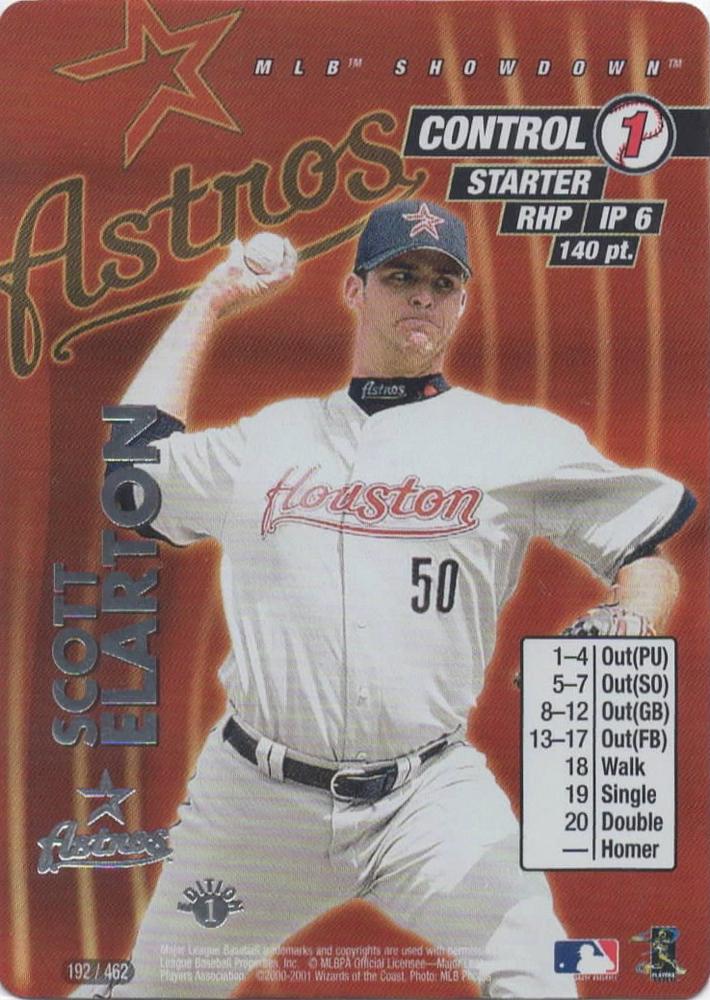 MLB™ SHOWDOWN™
Astros
CONTROL 1
STARTER
RHP IP 6
140 pt.
Astros
Houston
50
SCOTT
ELARTON
1–4 Out(PU)
5–7 Out(SO)
8–12 Out(GB)
13–17 Out(FB)
18 Walk
19 Single
20 Double
— Homer
Astros
EDITION
1
192 / 462
Major League Baseball trademarks and copyrights are used with
League Baseball Properties, Inc. © MLBPA Official Licensee—Major
Players Association ©2000-2001 Wizards of the Coast. Photo: MLB
PLAYERS